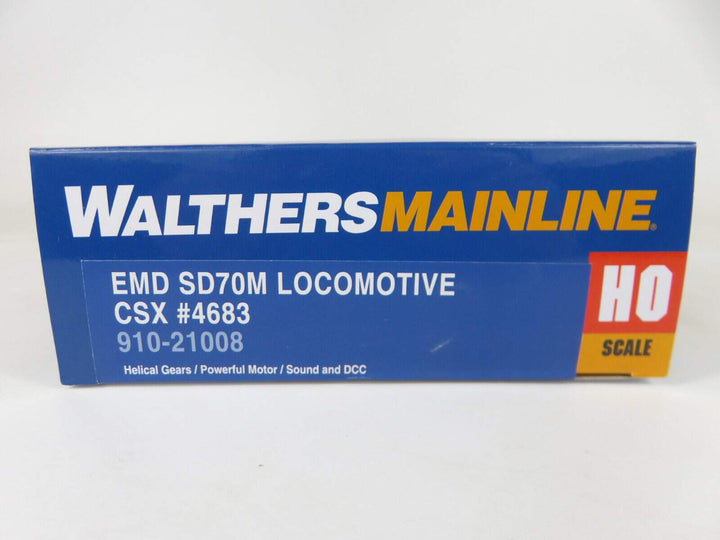 WALTHERSMAINLINE®
EMD SD70M LOCOMOTIVE
CSX #4683
910-21008
Helical Gears / Powerful Motor / Sound and DCC
HO
SCALE